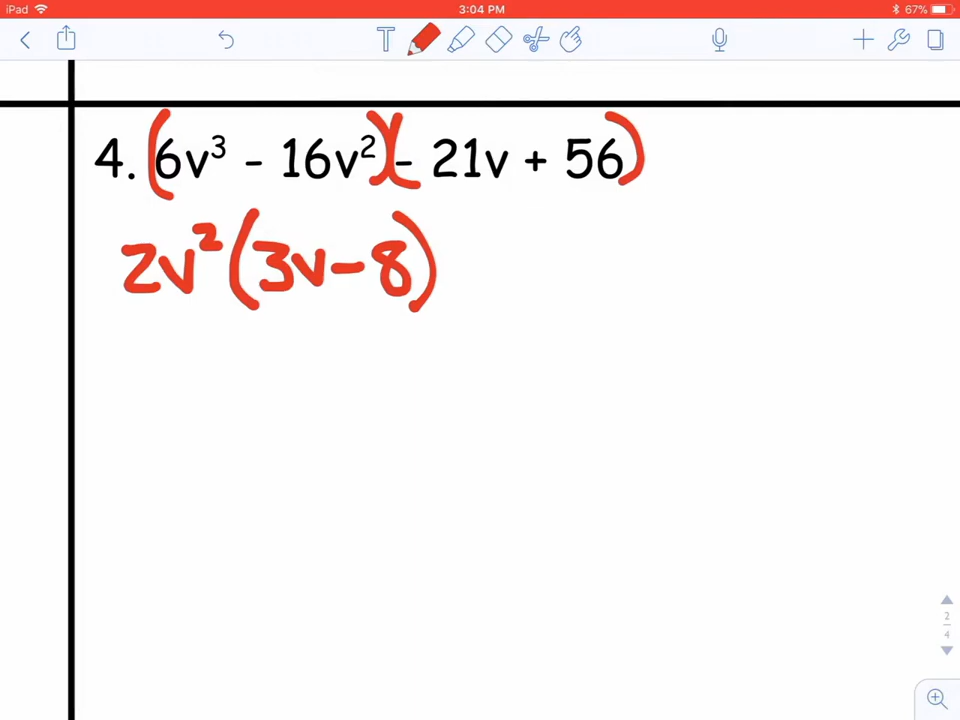 iPad 3:04 PM 67%
T
4. (6v³ - 16v²)(- 21v + 56)
2v²(3v-8)
2
4